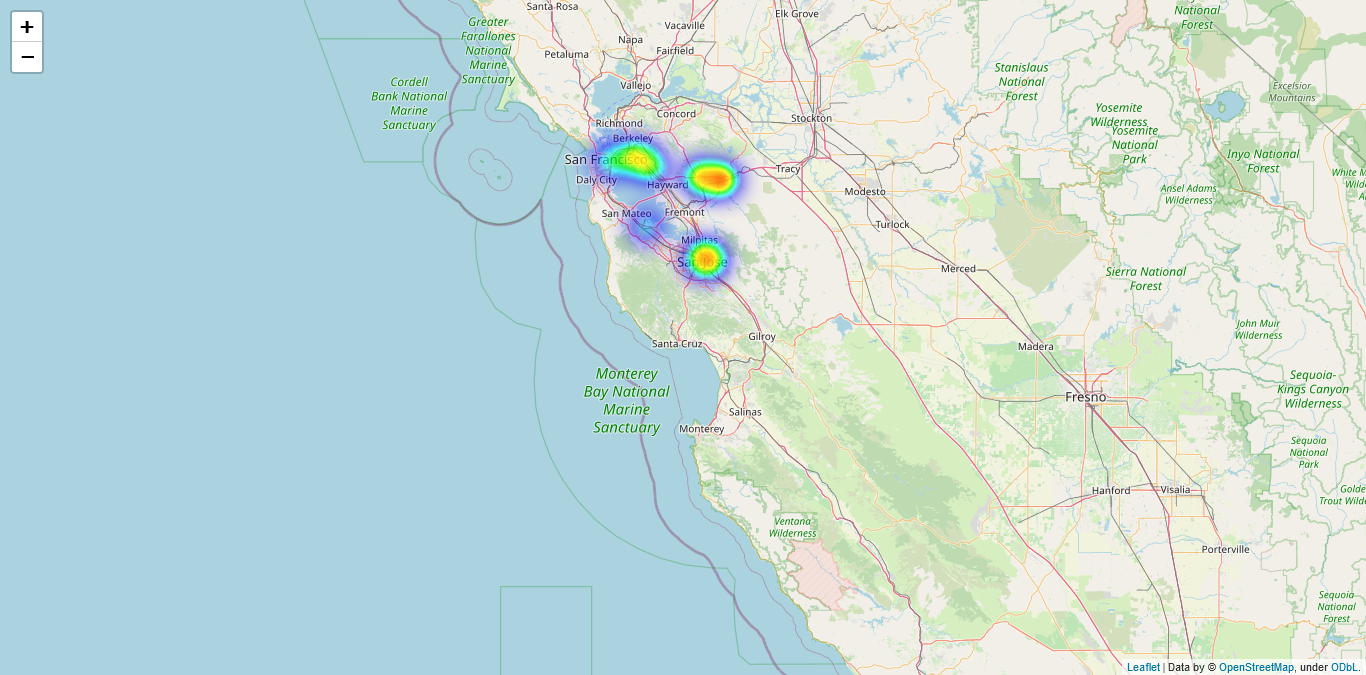 +
−
Santa Rosa
Greater
Farallones
National
Marine
Sanctuary
Napa
Vacaville
Elk Grove
National
Forest
Petaluma
Fairfield
Cordell
Bank National
Marine
Sanctuary
Vallejo
Stanislaus
National
Forest
Excelsior
Mountains
Concord
Richmond
Stockton
Yosemite
Wilderness
Yosemite
National
Park
Berkeley
San Francisco
Inyo National
Forest
Daly City
Hayward
Tracy
Modesto
Ansel Adams
Wilderness
White M
Wild
A
San Mateo
Fremont
Turlock
Milpitas
San Jose
Merced
Sierra National
Forest
Santa Cruz
Gilroy
Madera
John Muir
Wilderness
Monterey
Bay National
Marine
Sanctuary
Sequoia-
Kings Canyon
Wilderness
Fresno
Salinas
Monterey
Sequoia
National
Park
Hanford
Visalia
Golde
Trout Wilde
Ventana
Wilderness
Porterville
Sequoia
National
Forest
Leaflet | Data by © OpenStreetMap, under ODbL.